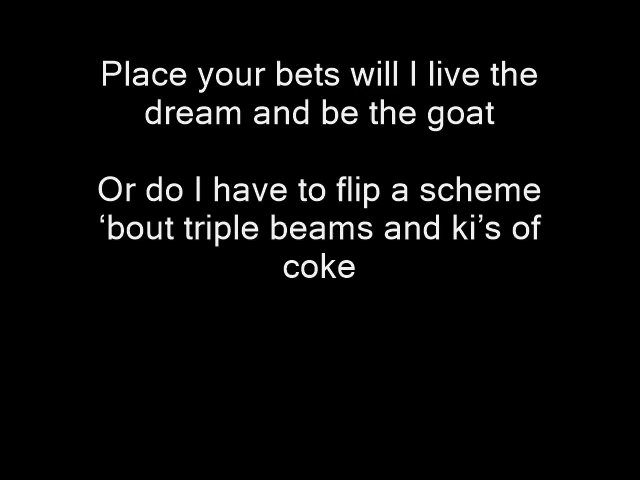 Place your bets will I live the
dream and be the goat
Or do I have to flip a scheme
‘bout triple beams and ki’s of
coke